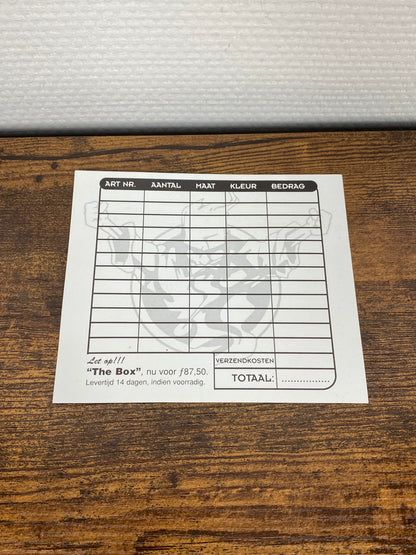 ART NR. AANTAL MAAT KLEUR BEDRAG
Let op!!!
"The Box", nu voor ƒ87,50.
Levertijd 14 dagen, indien voorradig.
VERZENDKOSTEN
TOTAAL: ...............